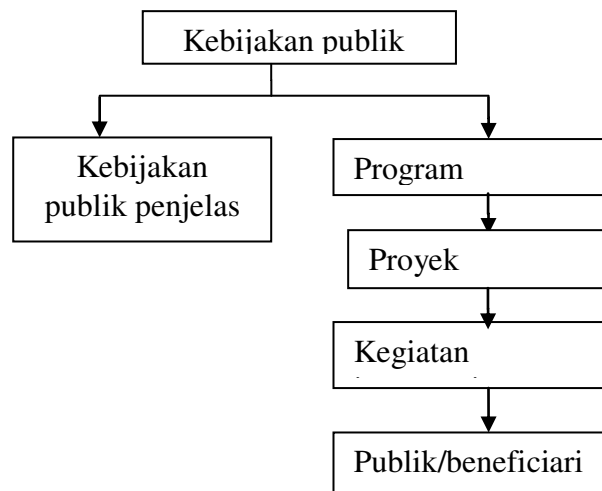 Kebijakan publik
Kebijakan
publik penjelas
Program
Proyek
Kegiatan
Publik/beneficiari